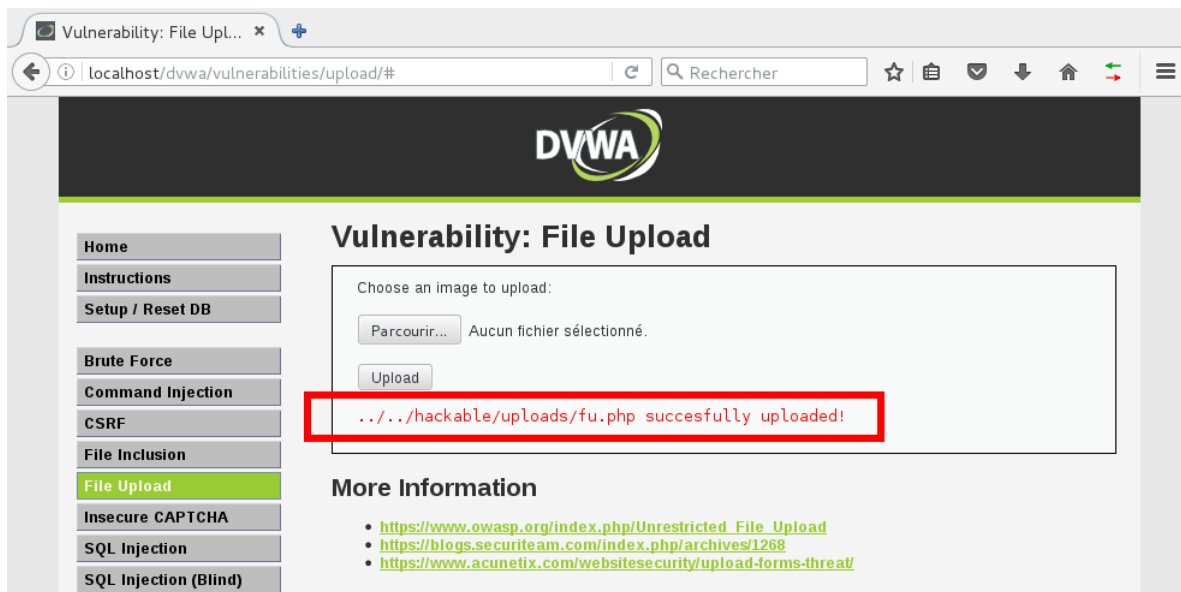 Vulnerability: File Upl...
localhost/dvwa/vulnerabilities/upload/#
Rechercher
DVWA
Home
Instructions
Setup / Reset DB
Brute Force
Command Injection
CSRF
File Inclusion
File Upload
Insecure CAPTCHA
SQL Injection
SQL Injection (Blind)
Vulnerability: File Upload
Choose an image to upload:
Parcourir... Aucun fichier sélectionné.
Upload
../../hackable/uploads/fu.php succesfully uploaded!
More Information
https://www.owasp.org/index.php/Unrestricted_File_Upload
https://blogs.securiteam.com/index.php/archives/1268
https://www.acunetix.com/websitesecurity/upload-forms-threat/